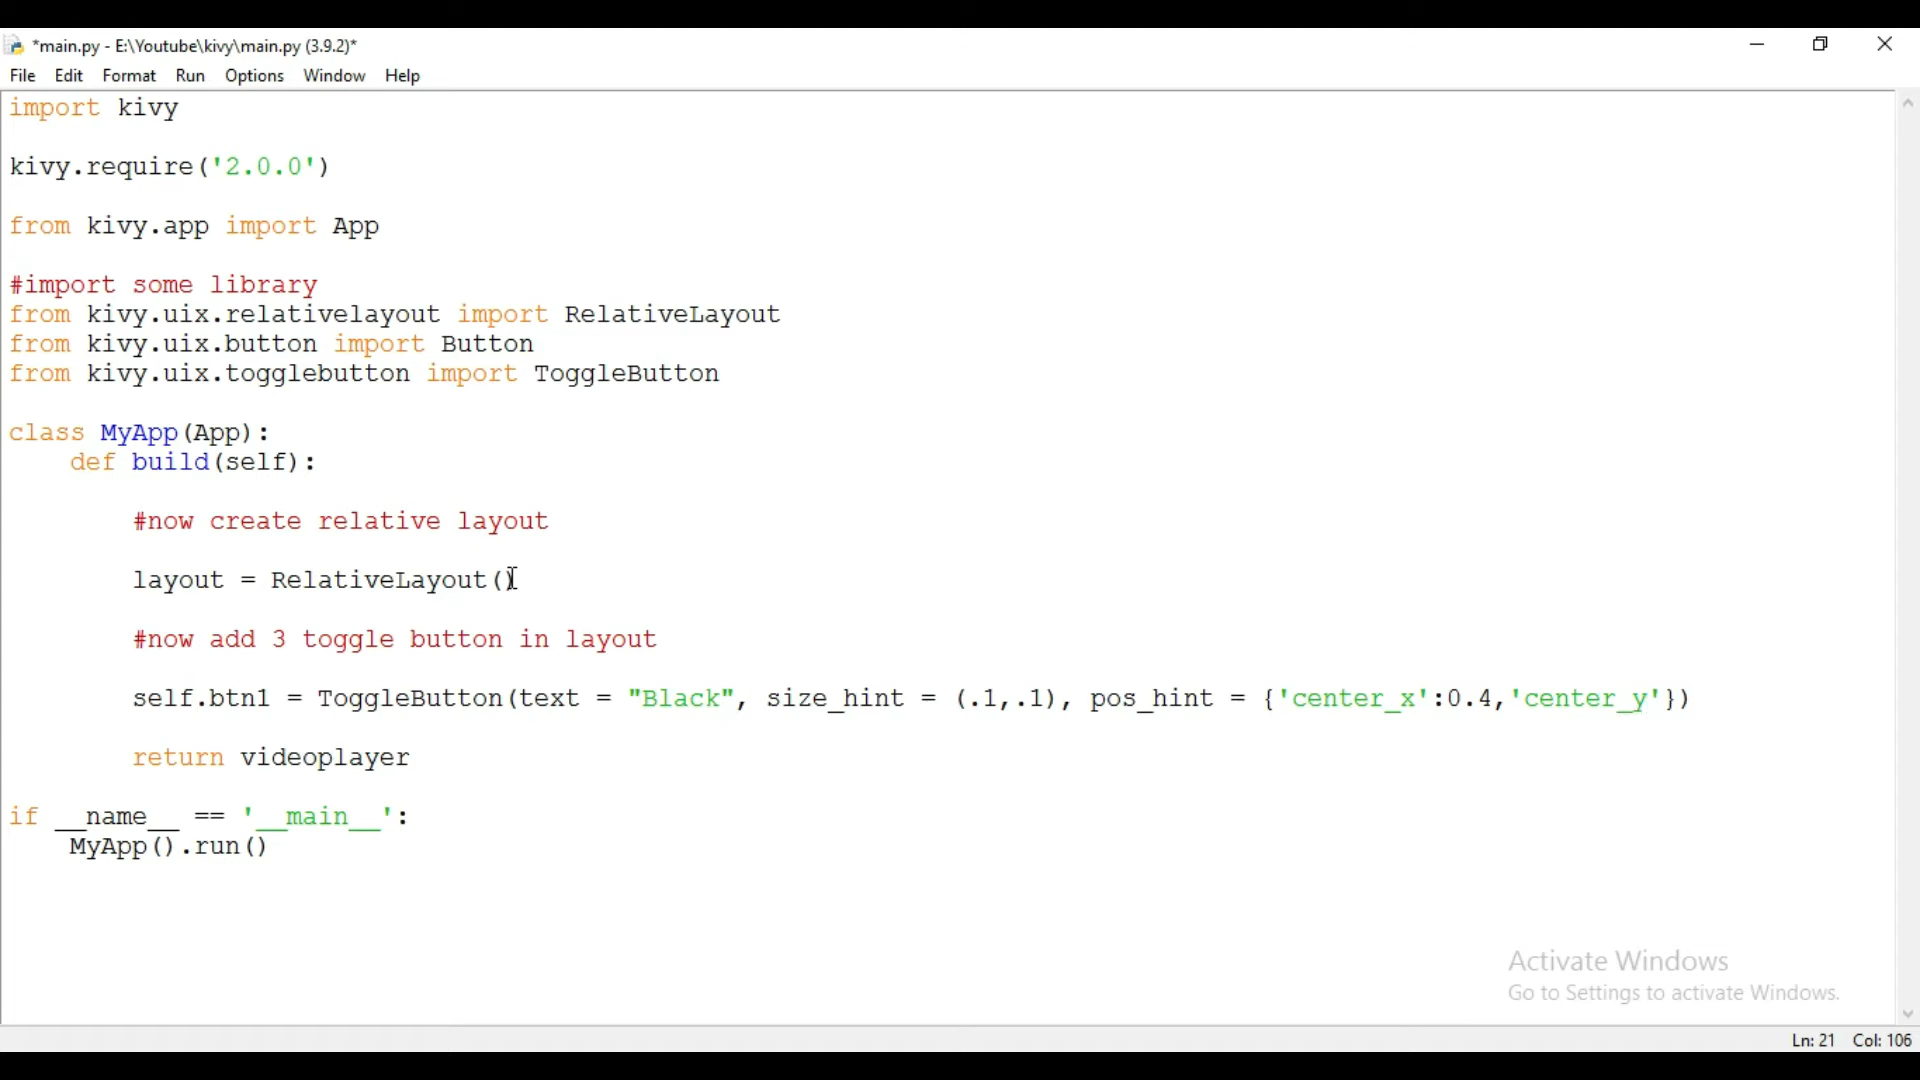 *main.py - E:\Youtube\kivy\main.py (3.9.2)*
File Edit Format Run Options Window Help
import kivy
kivy.require('2.0.0')
from kivy.app import App
#import some library
from kivy.uix.relativelayout import RelativeLayout
from kivy.uix.button import Button
from kivy.uix.togglebutton import ToggleButton
class MyApp(App):
def build(self):
#now create relative layout
layout = RelativeLayout()
#now add 3 toggle button in layout
self.btn1 = ToggleButton(text = "Black", size_hint = (.1,.1), pos_hint = {'center_x':0.4,'center_y'})
return videoplayer
if __name__ == '__main__':
MyApp().run()
Activate Windows
Go to Settings to activate Windows.
Ln: 21 Col: 106